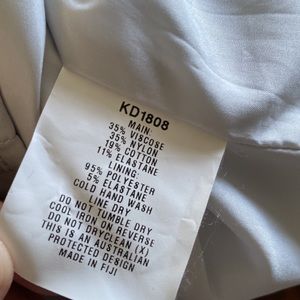 KD1808
MAIN:
35% VISCOSE
35% NYLON
19% COTTON
11% ELASTANE
LINING:
95% POLYESTER
5% ELASTANE
COLD HAND WASH
LINE DRY
DO NOT TUMBLE DRY
COOL IRON ON REVERSE
DO NOT DRYCLEAN (X)
THIS IS AN AUSTRALIAN
PROTECTED DESIGN
MADE IN FIJI